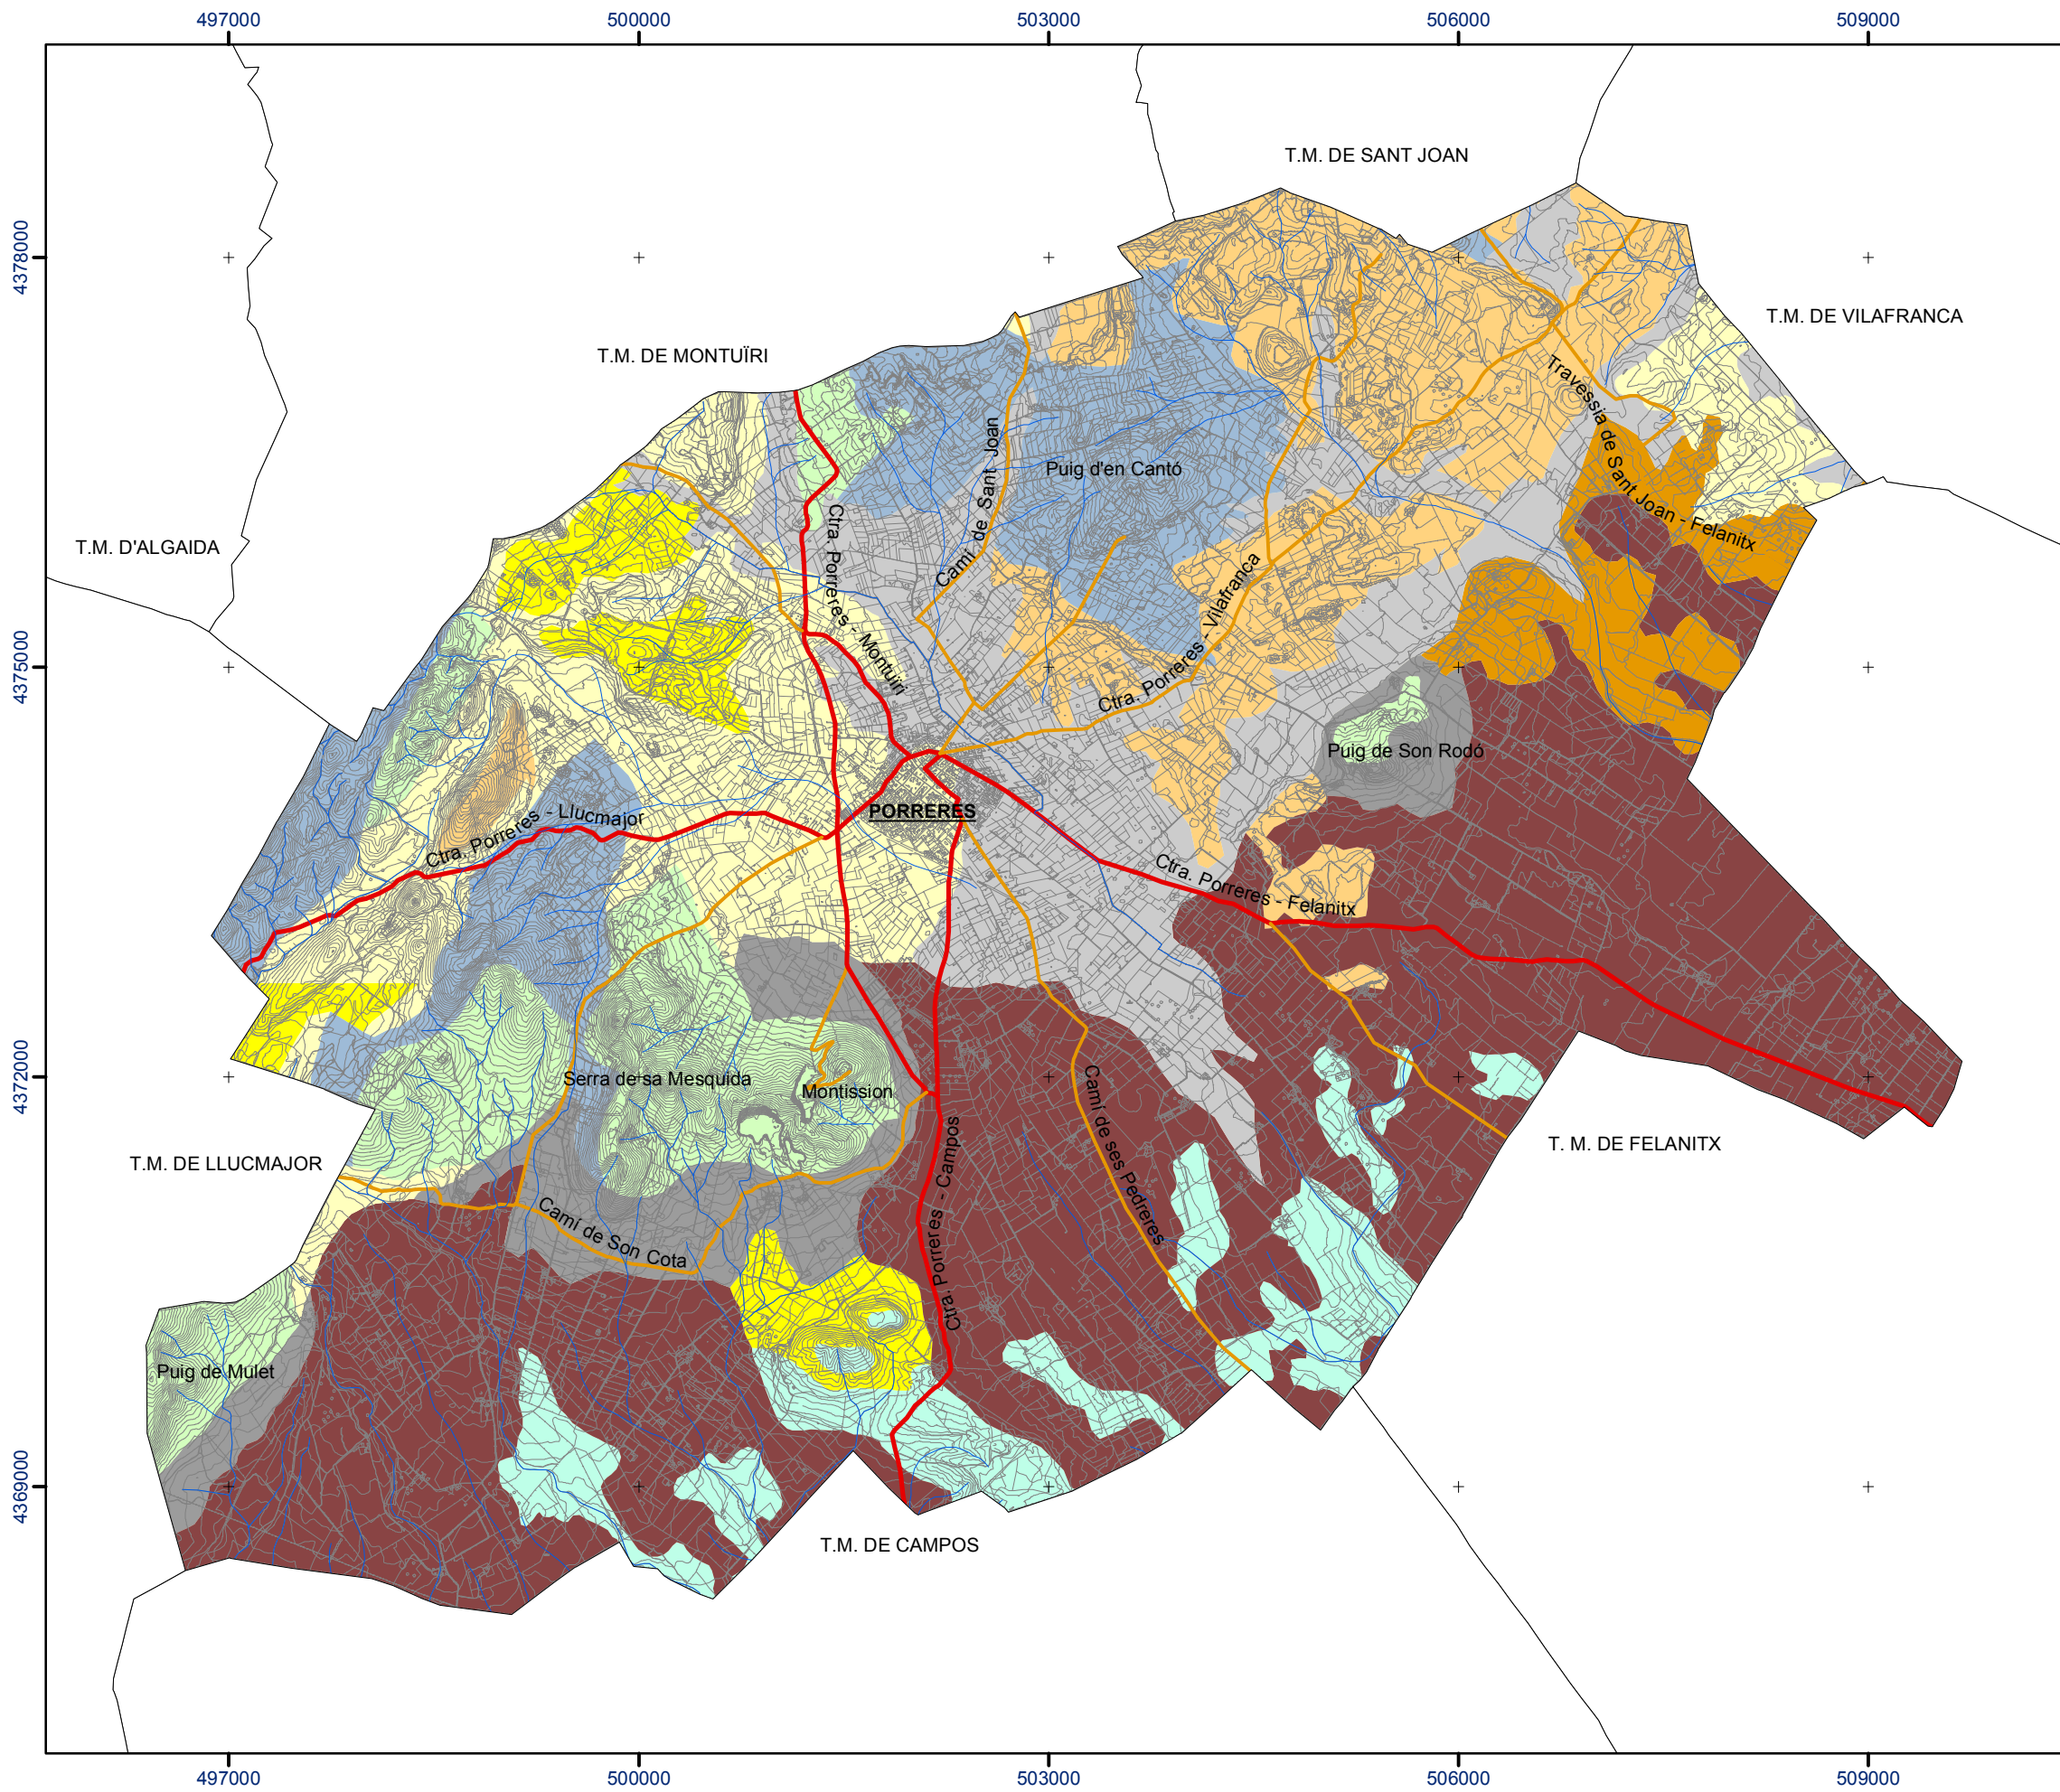 497000 500000 503000 506000 509000
T.M. DE SANT JOAN
4378000
T.M. DE VILAFRANCA
T.M. DE MONTUÏRI
Travessia de Sant Joan - Felanitx
Puig d'en Cantó
Camí de Sant Joan
Ctra. Porreres - Montuïri
T.M. D'ALGAIDA
Ctra. Porreres - Vilafranca
4375000
Puig de Son Rodó
PORRERES
Ctra. Porreres - Llucmajor
Ctra. Porreres - Felanitx
4372000
Serra de sa Mesquida
Montission
Camí de ses Pedreres
T. M. DE FELANITX
T.M. DE LLUCMAJOR
Camí de Son Cota
Ctra. Porreres - Campos
Puig de Mulet
4369000
T.M. DE CAMPOS
497000 500000 503000 506000 509000